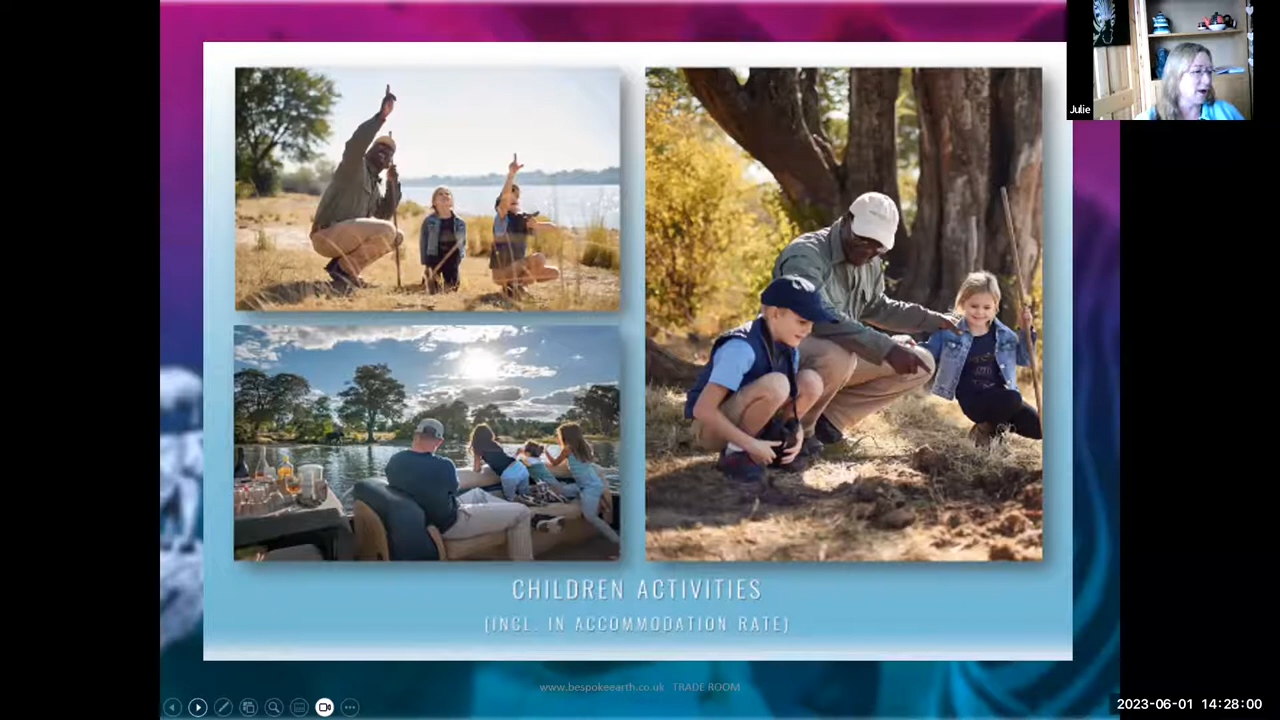 Julie
CHILDREN ACTIVITIES
(INCL. IN ACCOMMODATION RATE)
www.bespokeearth.co.uk TRADE ROOM
2023-06-01 14:28:00